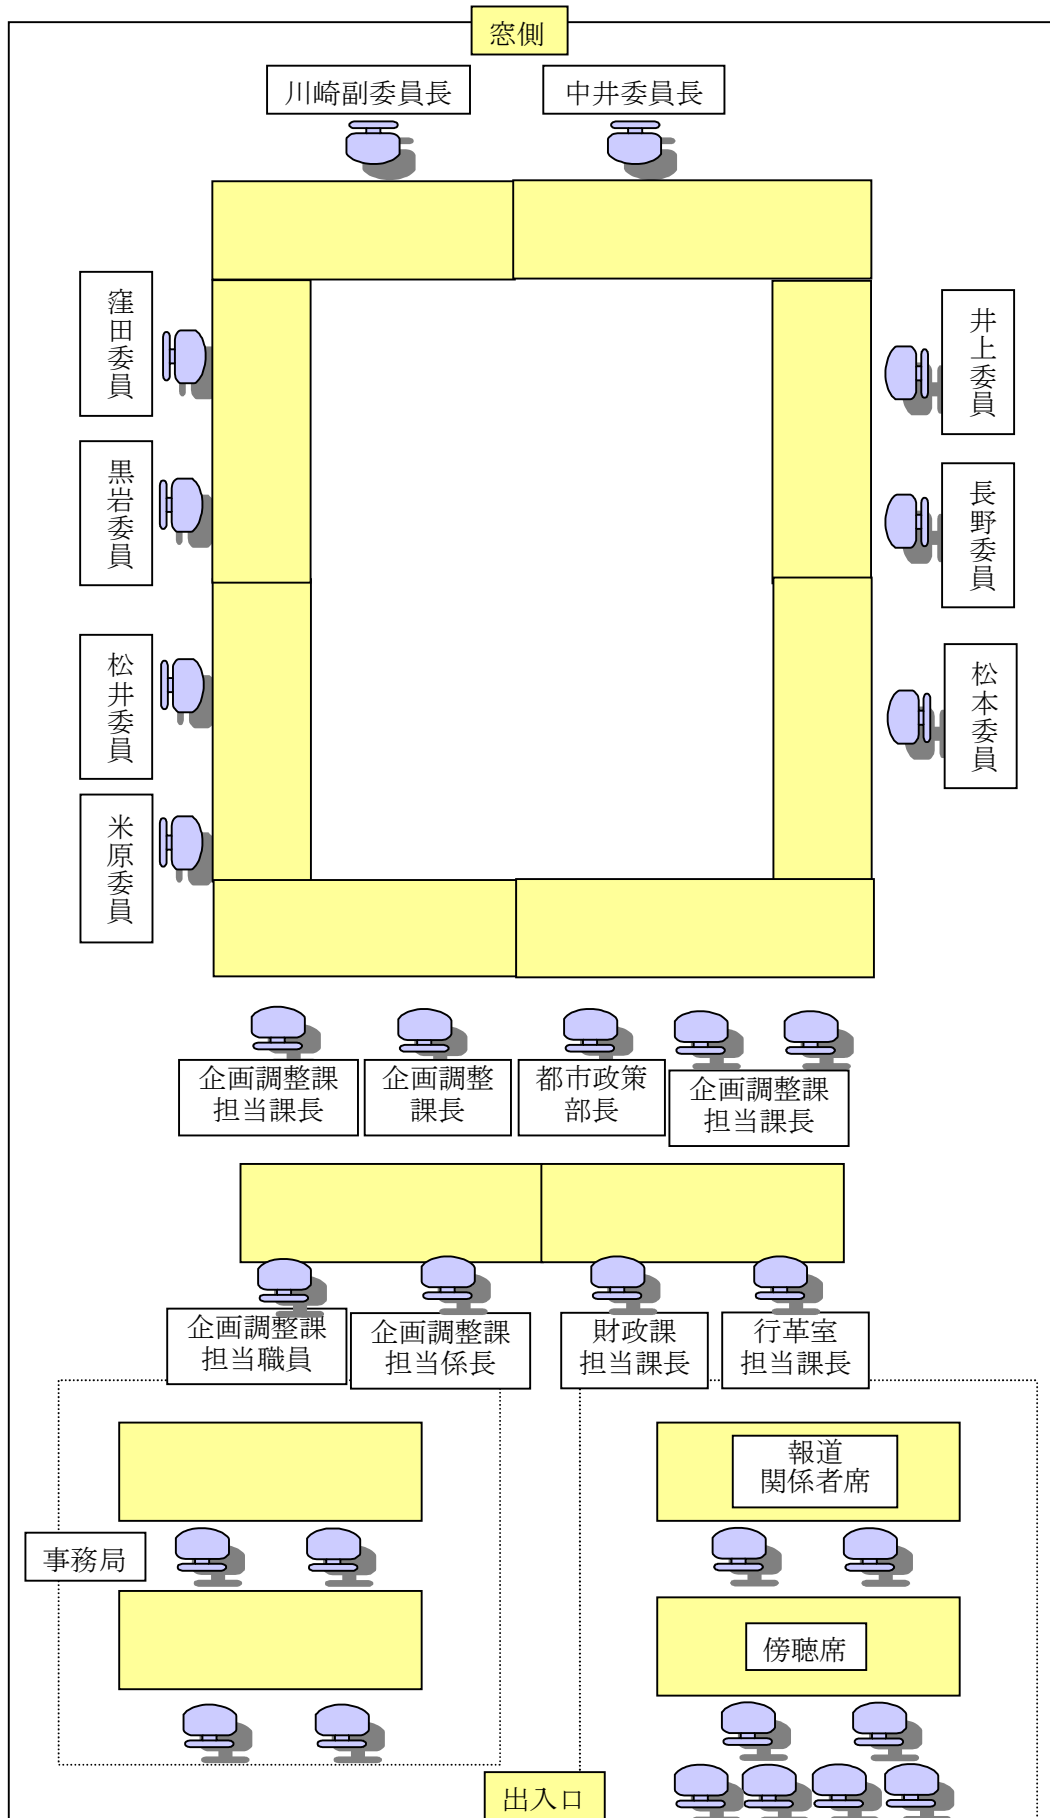 窓側
川崎副委員長
中井委員長
窪田委員
黒岩委員
松井委員
米原委員
井上委員
長野委員
松本委員
企画調整課
担当課長
企画調整
課長
都市政策
部長
企画調整課
担当課長
企画調整課
担当職員
企画調整課
担当係長
財政課
担当課長
行革室
担当課長
事務局
報道
関係者席
傍聴席
出入口